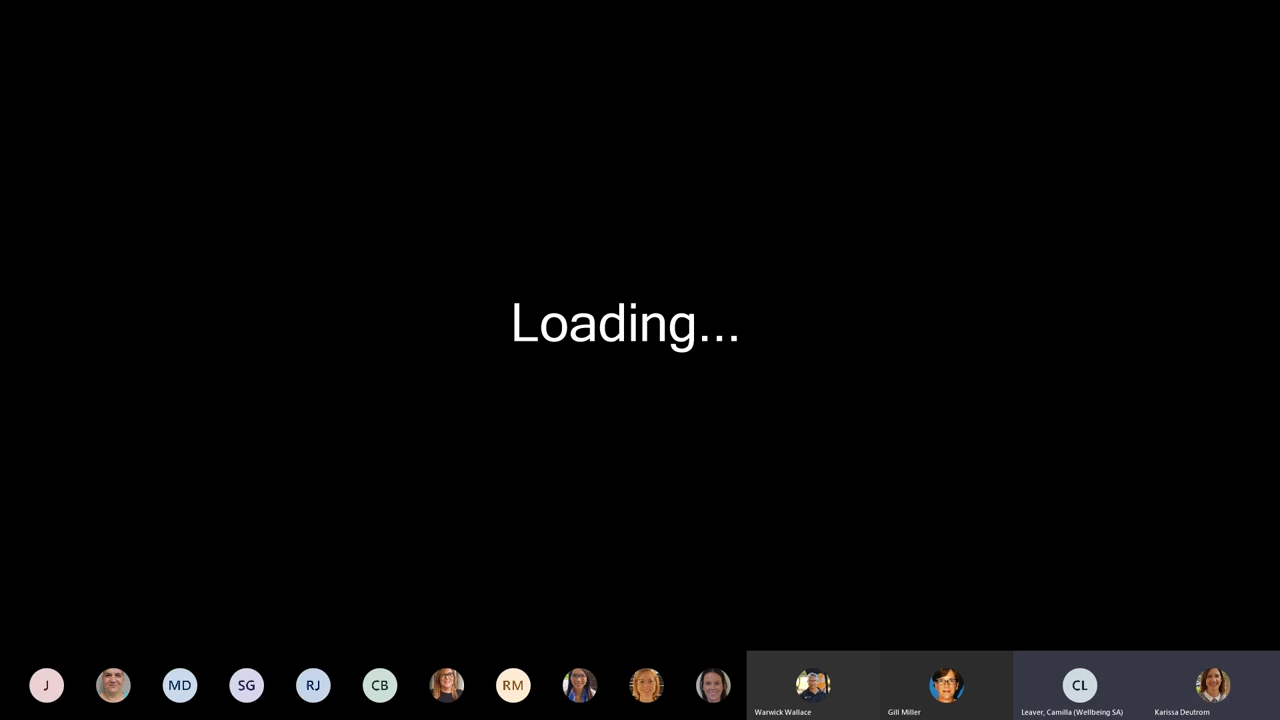 Loading...
J
MD
SG
RJ
CB
RM
CL
Warwick Wallace
Gill Miller
Leaver, Camilla (Wellbeing SA)
Karissa Deutrom